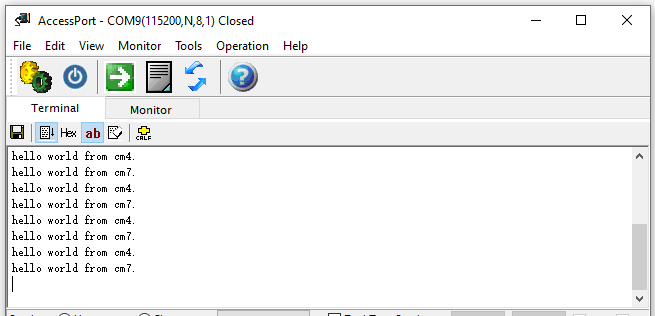 AccessPort - COM9(115200,N,8,1) Closed
File Edit View Monitor Tools Operation Help
Terminal Monitor
Hex ab CRLF
hello world from cm4.
hello world from cm7.
hello world from cm4.
hello world from cm7.
hello world from cm4.
hello world from cm7.
hello world from cm4.
hello world from cm7.